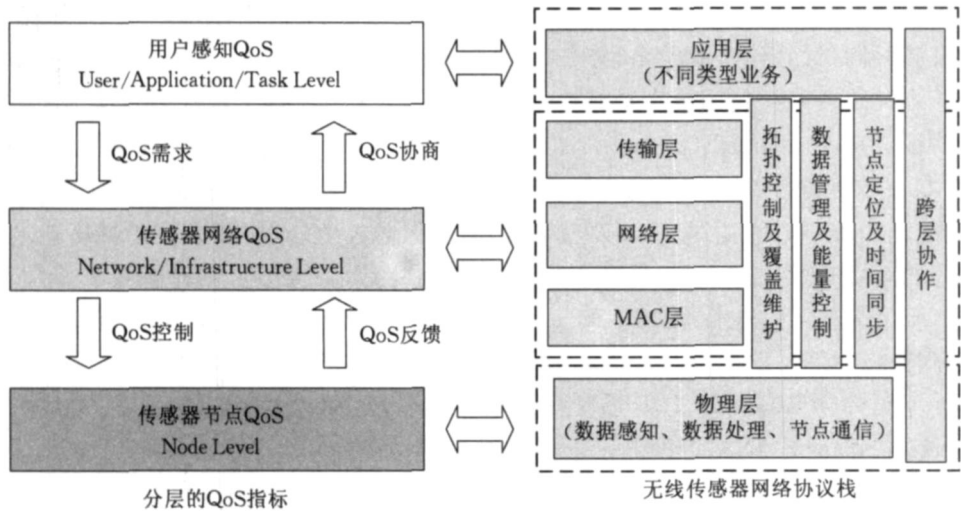 用户感知QoS
User/Application/Task Level
QoS需求
QoS协商
传感器网络QoS
Network/Infrastructure Level
QoS控制
QoS反馈
传感器节点QoS
Node Level
分层的QoS指标
应用层
(不同类型业务)
传输层
网络层
MAC层
拓扑控制及覆盖维护
数据管理及能量控制
节点定位及时间同步
跨层协作
物理层
(数据感知、数据处理、节点通信)
无线传感器网络协议栈